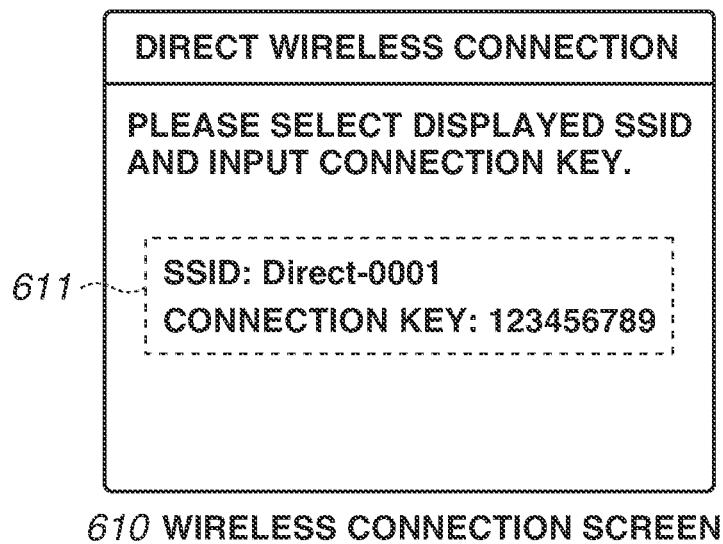 DIRECT WIRELESS CONNECTION
PLEASE SELECT DISPLAYED SSID
AND INPUT CONNECTION KEY.
611
SSID: Direct-0001
CONNECTION KEY: 123456789
610 WIRELESS CONNECTION SCREEN